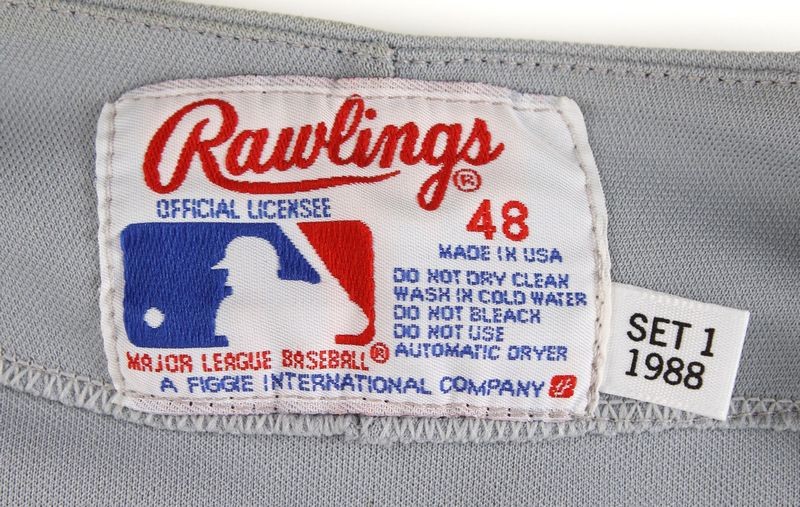 Rawlings®
OFFICIAL LICENSEE
48
MADE IN USA
DO NOT DRY CLEAN
WASH IN COLD WATER
DO NOT BLEACH
DO NOT USE
AUTOMATIC DRYER
MAJOR LEAGUE BASEBALL®
A FIGGIE INTERNATIONAL COMPANY
SET 1
1988